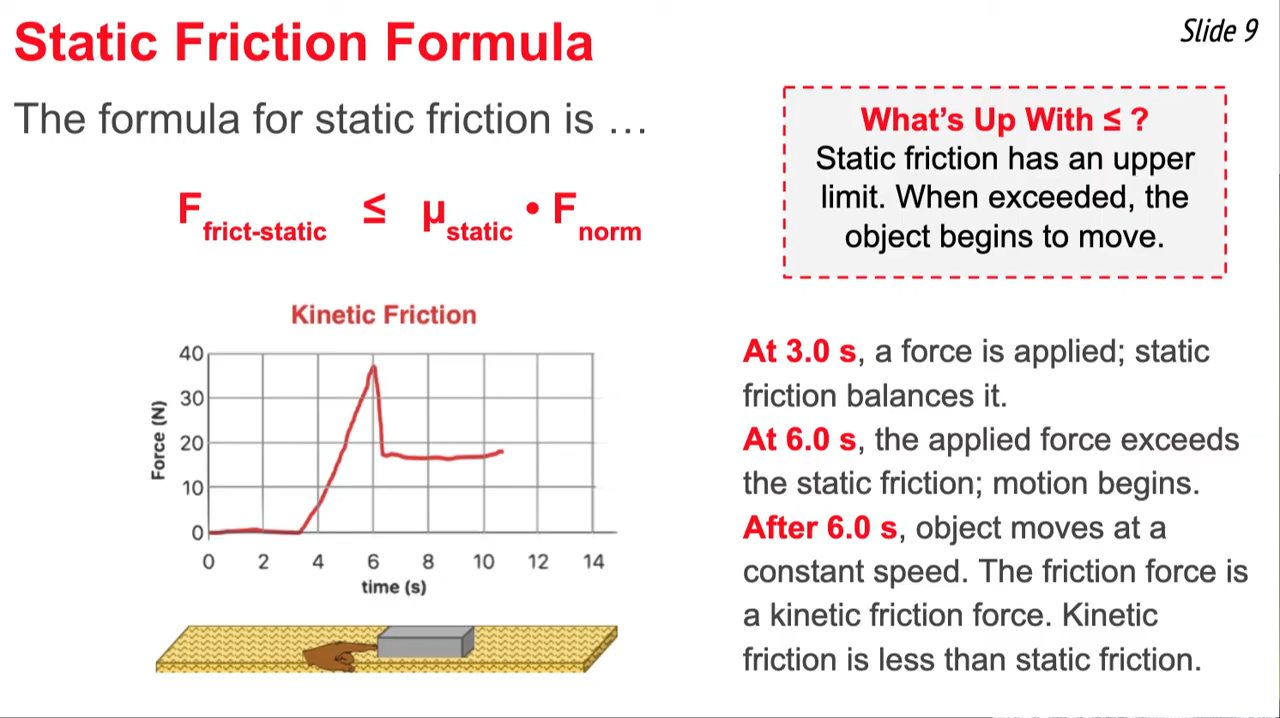 Static Friction Formula
Slide 9
The formula for static friction is …
F frict-static ≤ μ static • F norm
What's Up With ≤ ?
Static friction has an upper
limit. When exceeded, the
object begins to move.
Kinetic Friction
40
30
20
10
0
Force (N)
0 2 4 6 8 10 12 14
time (s)
At 3.0 s, a force is applied; static
friction balances it.
At 6.0 s, the applied force exceeds
the static friction; motion begins.
After 6.0 s, object moves at a
constant speed. The friction force is
a kinetic friction force. Kinetic
friction is less than static friction.